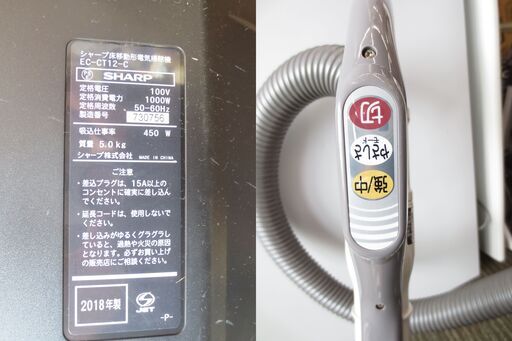 シャープ床移動形電気掃除機
EC-CT12-C
SHARP
定格電圧 100V
定格消費電力 1000W
定格周波数 50-60Hz
製造番号 730756
吸込仕事率 450 W
質量 5.0kg
シャープ株式会社 MADE IN CHINA
ご注意
・差込プラグは、15A以上の
コンセントに確実に差し込ん
でください。
・延長コードは、使用しない
でください。
・差し込みがゆるくグラグラ
していると、過熱や火災の原因
となります。必ずお買い上げ
の販売店にご相談ください。
2018年製
JET
-P-
切
やさしさ
モード
強/中